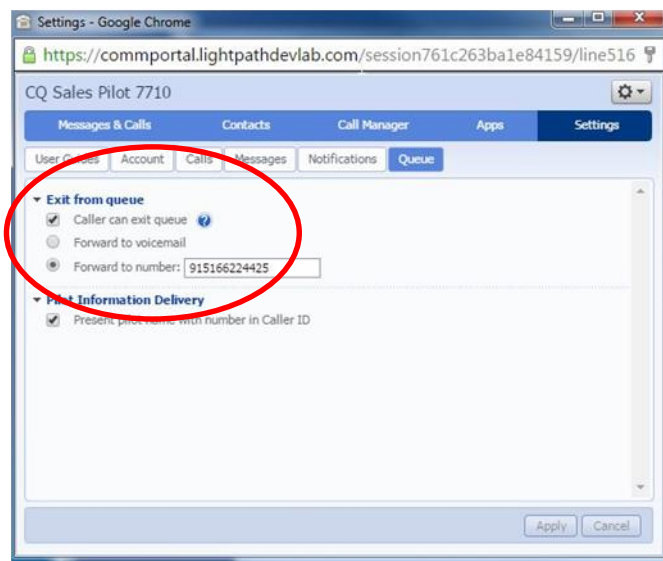 Settings - Google Chrome
https://commportal.lightpathdevlab.com/session761c263ba1e84159/line516
CQ Sales Pilot 7710
Messages & Calls Contacts Call Manager Apps Settings
User Guides Account Calls Messages Notifications Queue
Exit from queue
Caller can exit queue
Forward to voicemail
Forward to number: 915166224425
Pilot Information Delivery
Present pilot name with number in Caller ID
Apply Cancel